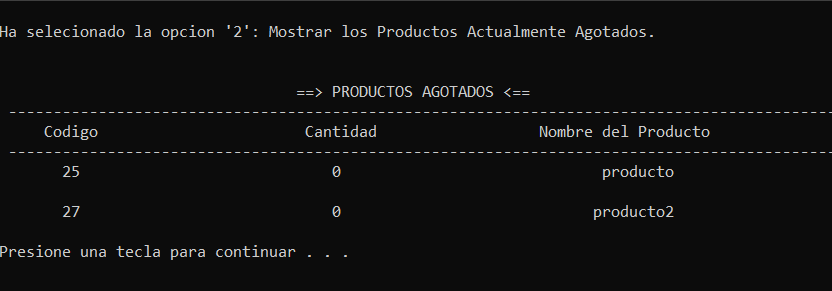 Ha selecionado la opcion '2': Mostrar los Productos Actualmente Agotados.
==> PRODUCTOS AGOTADOS <==
--------------------------------------------------------------------------------------------
Codigo Cantidad Nombre del Producto
--------------------------------------------------------------------------------------------
25 0 producto
27 0 producto2
Presione una tecla para continuar . . .